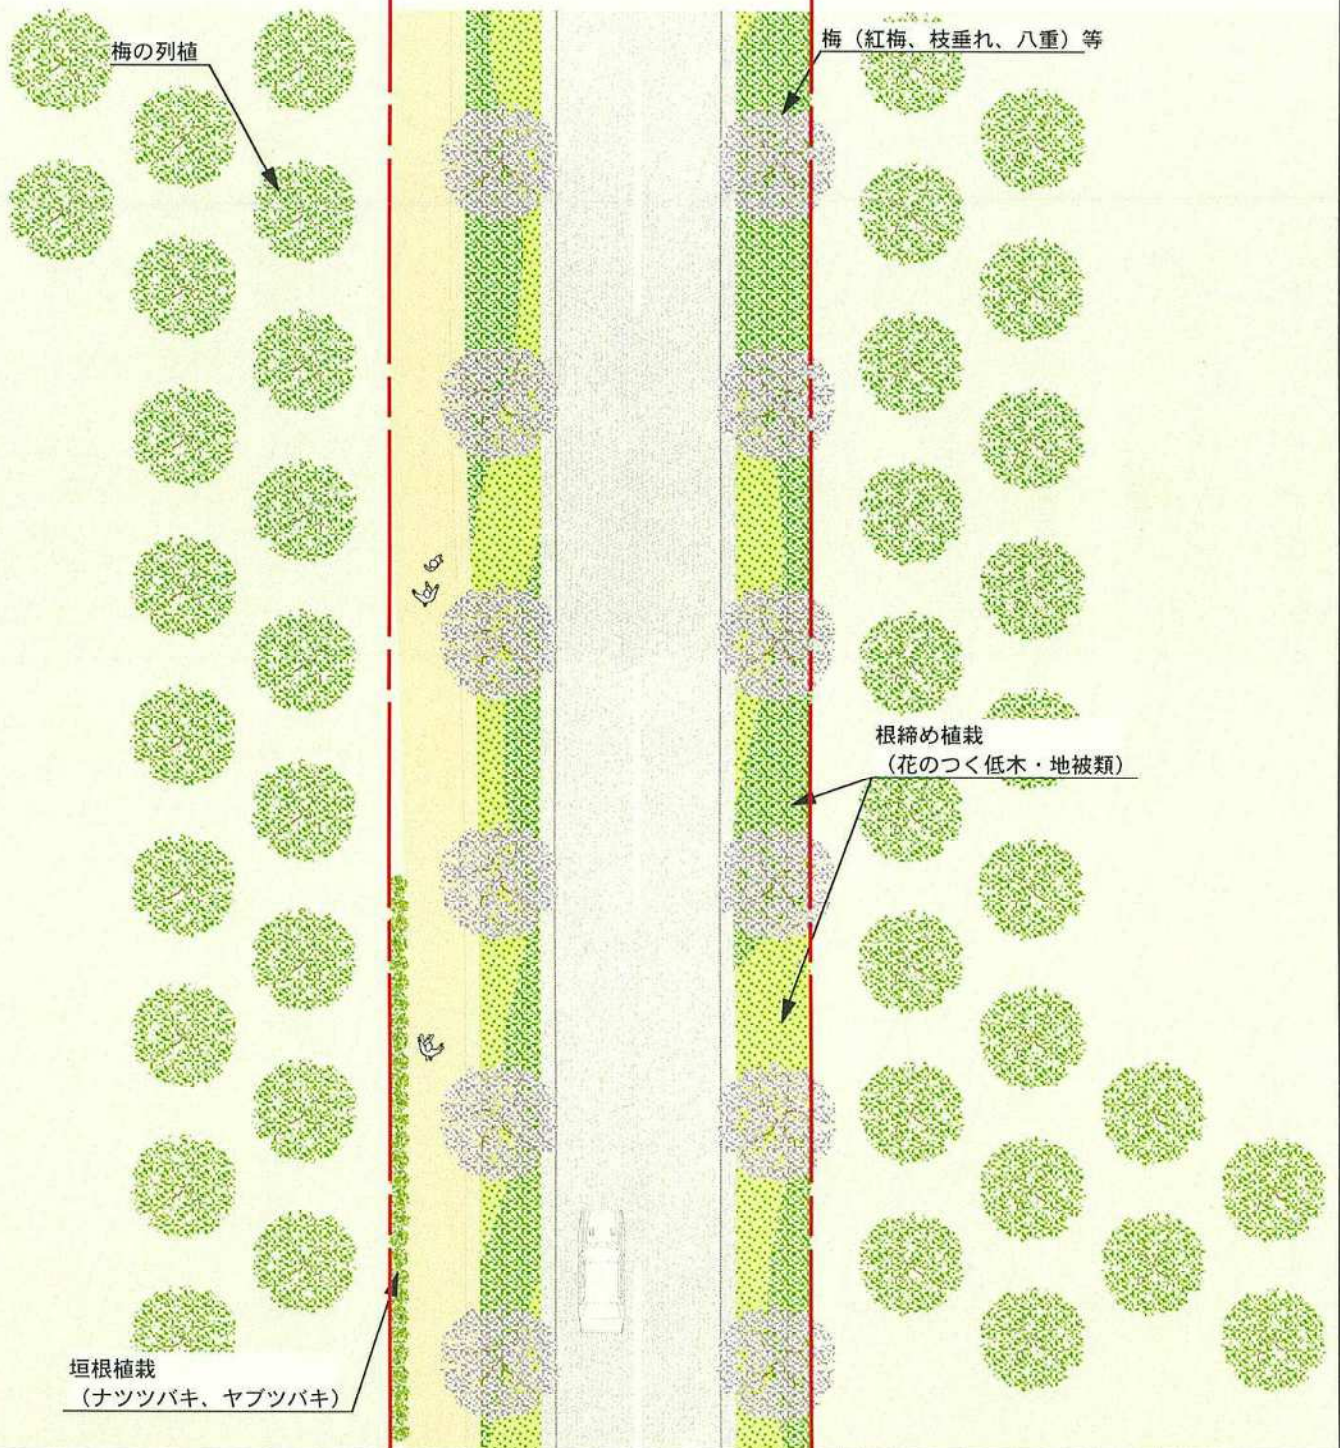 梅の列植
梅（紅梅、枝垂れ、八重）等
根締め植栽
（花のつく低木・地被類）
垣根植栽
（ナツツバキ、ヤブツバキ）